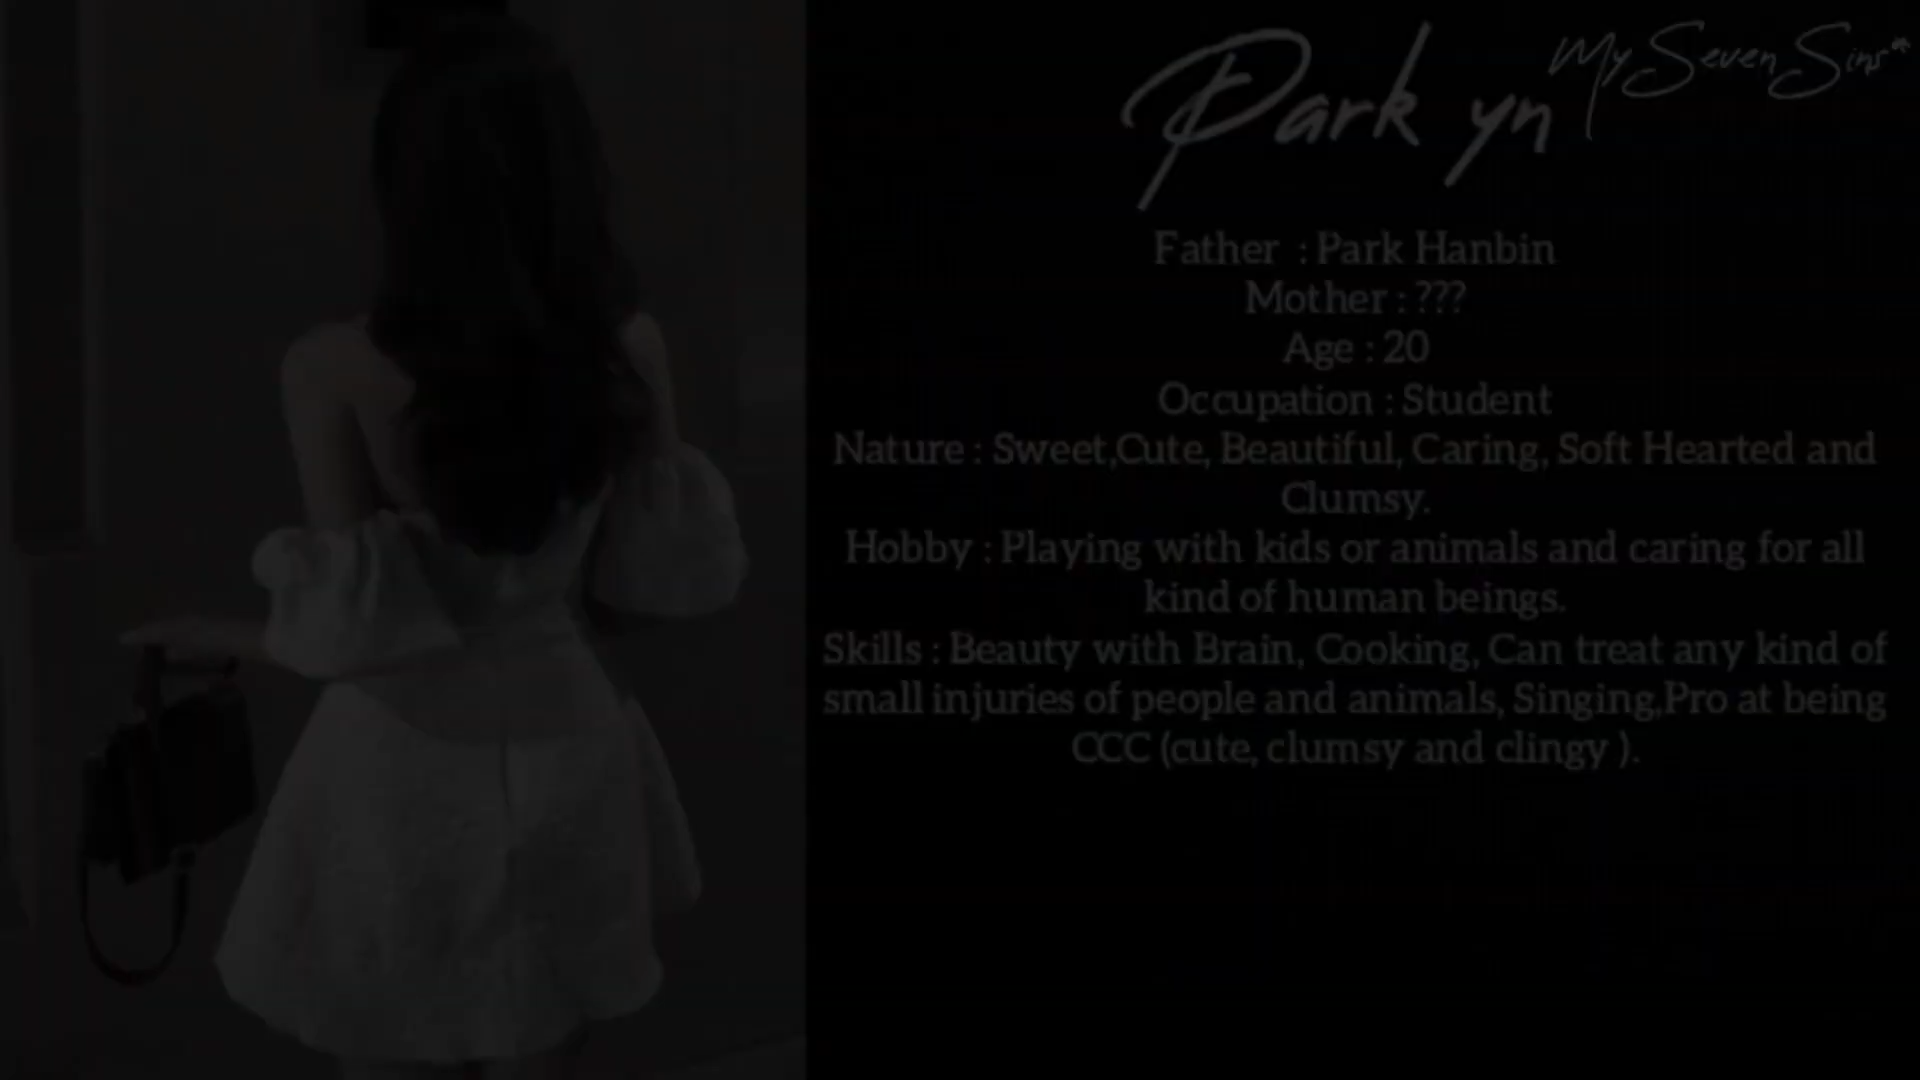 Park yn
MySevenSins*
Father : Park Hanbin
Mother : ???
Age : 20
Occupation : Student
Nature : Sweet,Cute, Beautiful, Caring, Soft Hearted and
Clumsy.
Hobby : Playing with kids or animals and caring for all
kind of human beings.
Skills : Beauty with Brain, Cooking, Can treat any kind of
small injuries of people and animals, Singing,Pro at being
CCC (cute, clumsy and clingy ).